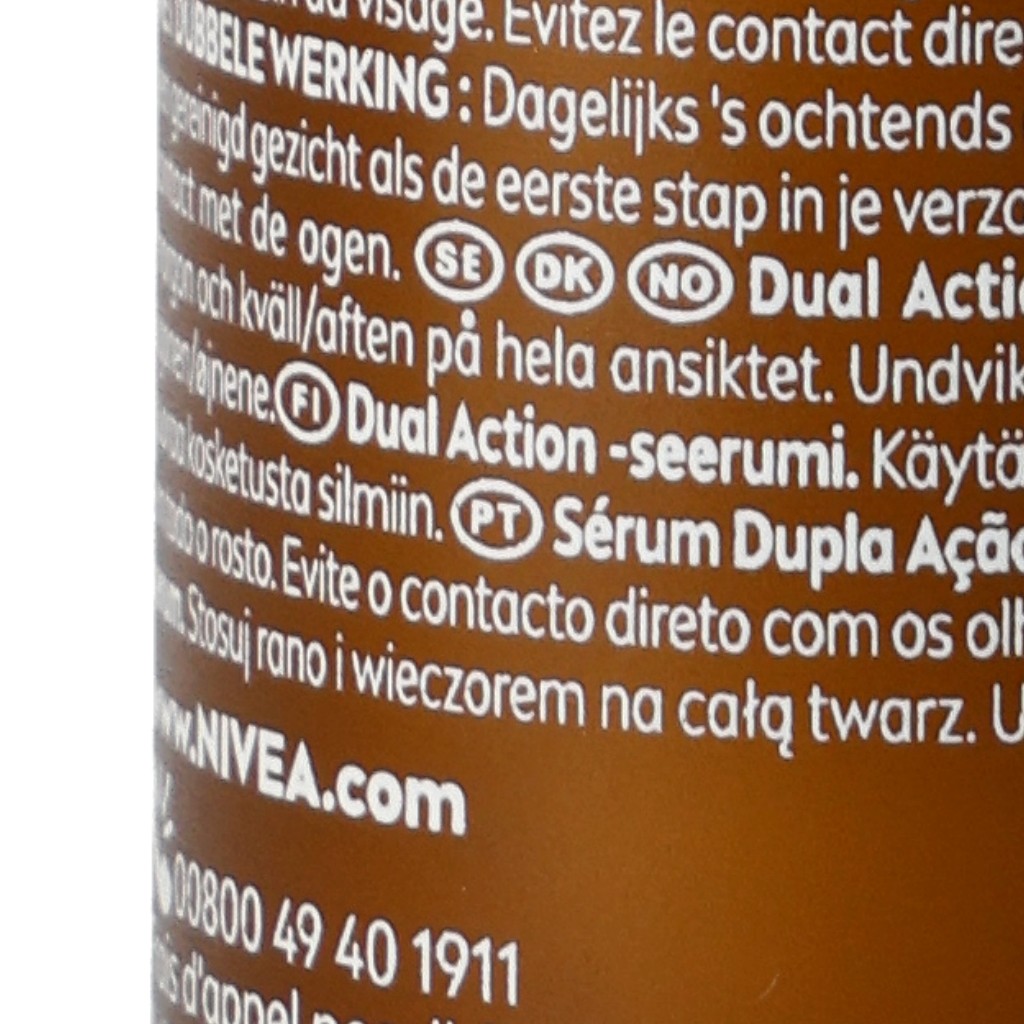 du visage. Evitez le contact dire
DUBBELE WERKING : Dagelijks 's ochtends
gereinigd gezicht als de eerste stap in je verzo
met de ogen. SE DK NO Dual Acti
och kväll/aften på hela ansiktet. Undvik
/øjnene. FI Dual Action -seerumi. Käytä
kosketusta silmiin. PT Sérum Dupla Açã
o rosto. Evite o contacto direto com os olh
Stosuj rano i wieczorem na całą twarz. U
www.NIVEA.com
00800 49 40 1911
d'appel